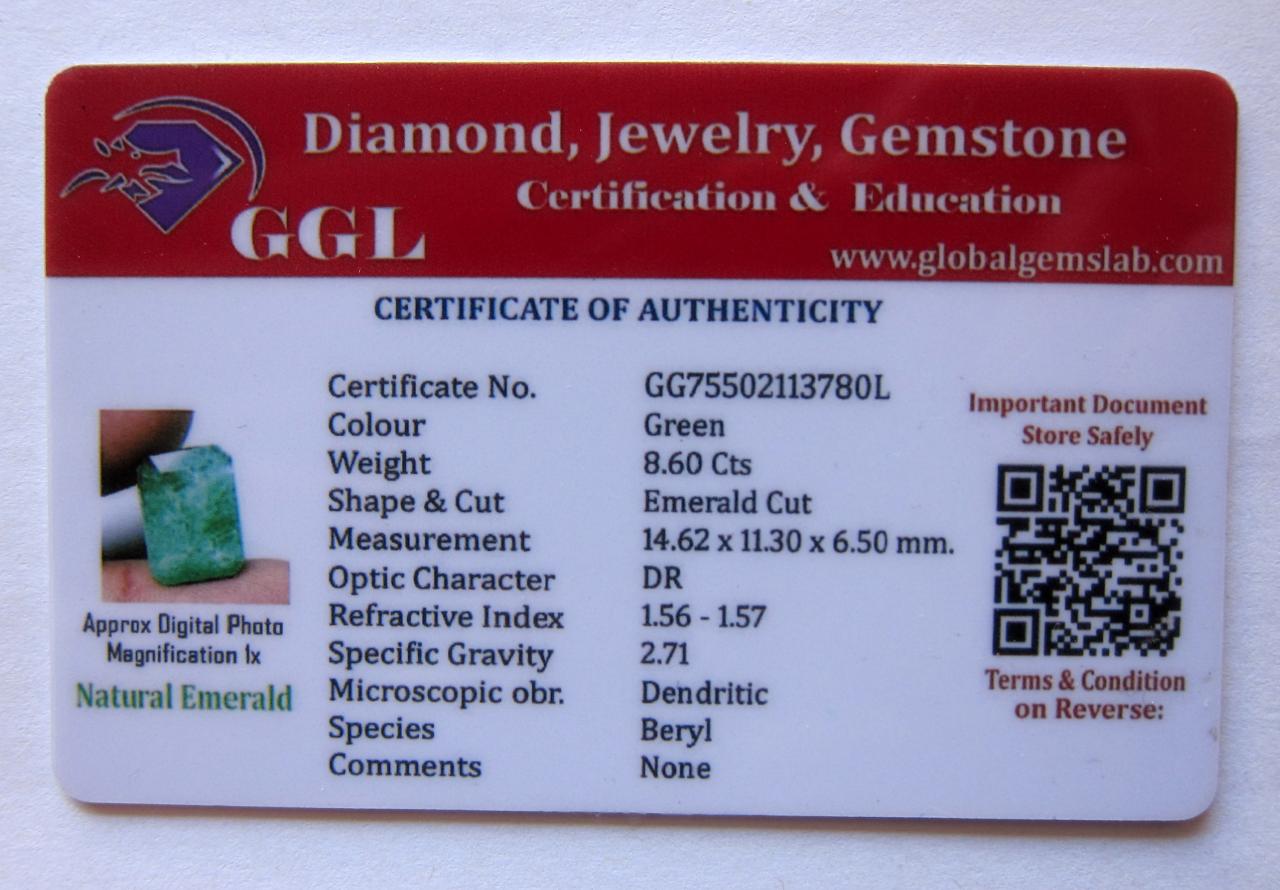 Diamond, Jewelry, Gemstone
Certification & Education
GGL
www.globalgemslab.com
CERTIFICATE OF AUTHENTICITY
Certificate No. GG75502113780L
Colour Green
Weight 8.60 Cts
Shape & Cut Emerald Cut
Measurement 14.62 x 11.30 x 6.50 mm.
Optic Character DR
Refractive Index 1.56 - 1.57
Specific Gravity 2.71
Microscopic obr. Dendritic
Species Beryl
Comments None
Approx Digital Photo
Magnification 1x
Natural Emerald
Important Document
Store Safely
Terms & Condition
on Reverse: